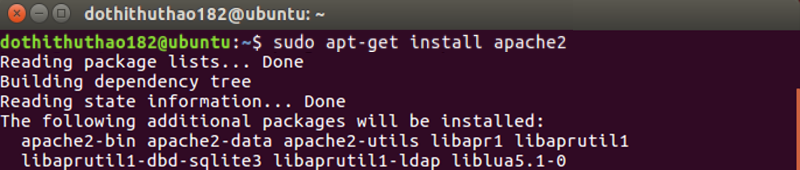 dothithuthao182@ubuntu: ~
dothithuthao182@ubuntu:~$ sudo apt-get install apache2
Reading package lists... Done
Building dependency tree
Reading state information... Done
The following additional packages will be installed:
  apache2-bin apache2-data apache2-utils libapr1 libaprutil1
  libaprutil1-dbd-sqlite3 libaprutil1-ldap liblua5.1-0